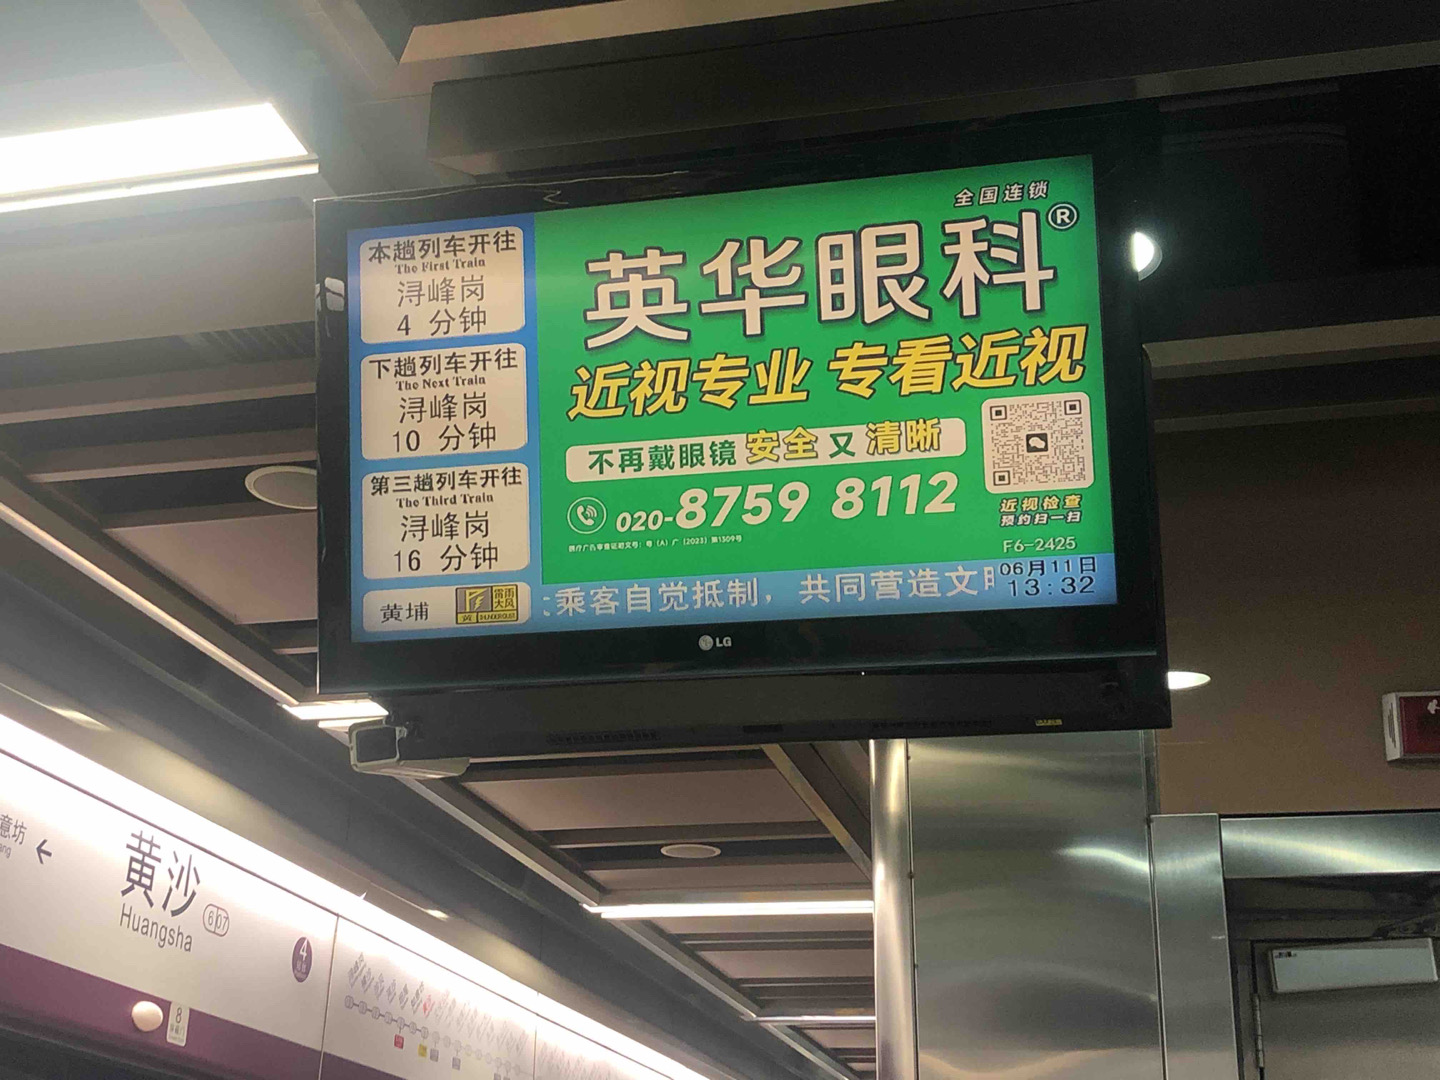 本趟列车开往
The First Train
浔峰岗
4 分钟
下趟列车开往
The Next Train
浔峰岗
10 分钟
第三趟列车开往
The Third Train
浔峰岗
16 分钟
黄埔
雷雨
大风
黄
全国连锁
英华眼科®
近视专业 专看近视
不再戴眼镜 安全 又 清晰
020-8759 8112
近视检查
预约扫一扫
F6-2425
乘客自觉抵制，共同营造文
06月11日
13:32
LG
意坊
黄沙
Huangsha
607
4
8